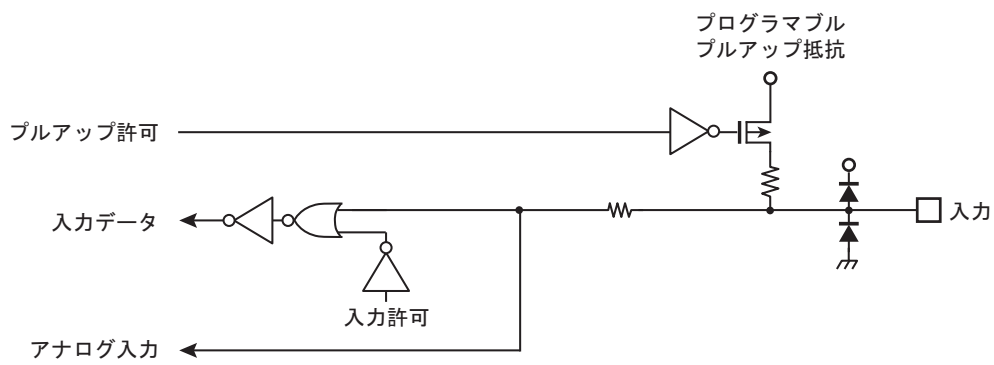 プログラマブル
プルアップ抵抗
プルアップ許可
入力データ
入力
入力許可
アナログ入力